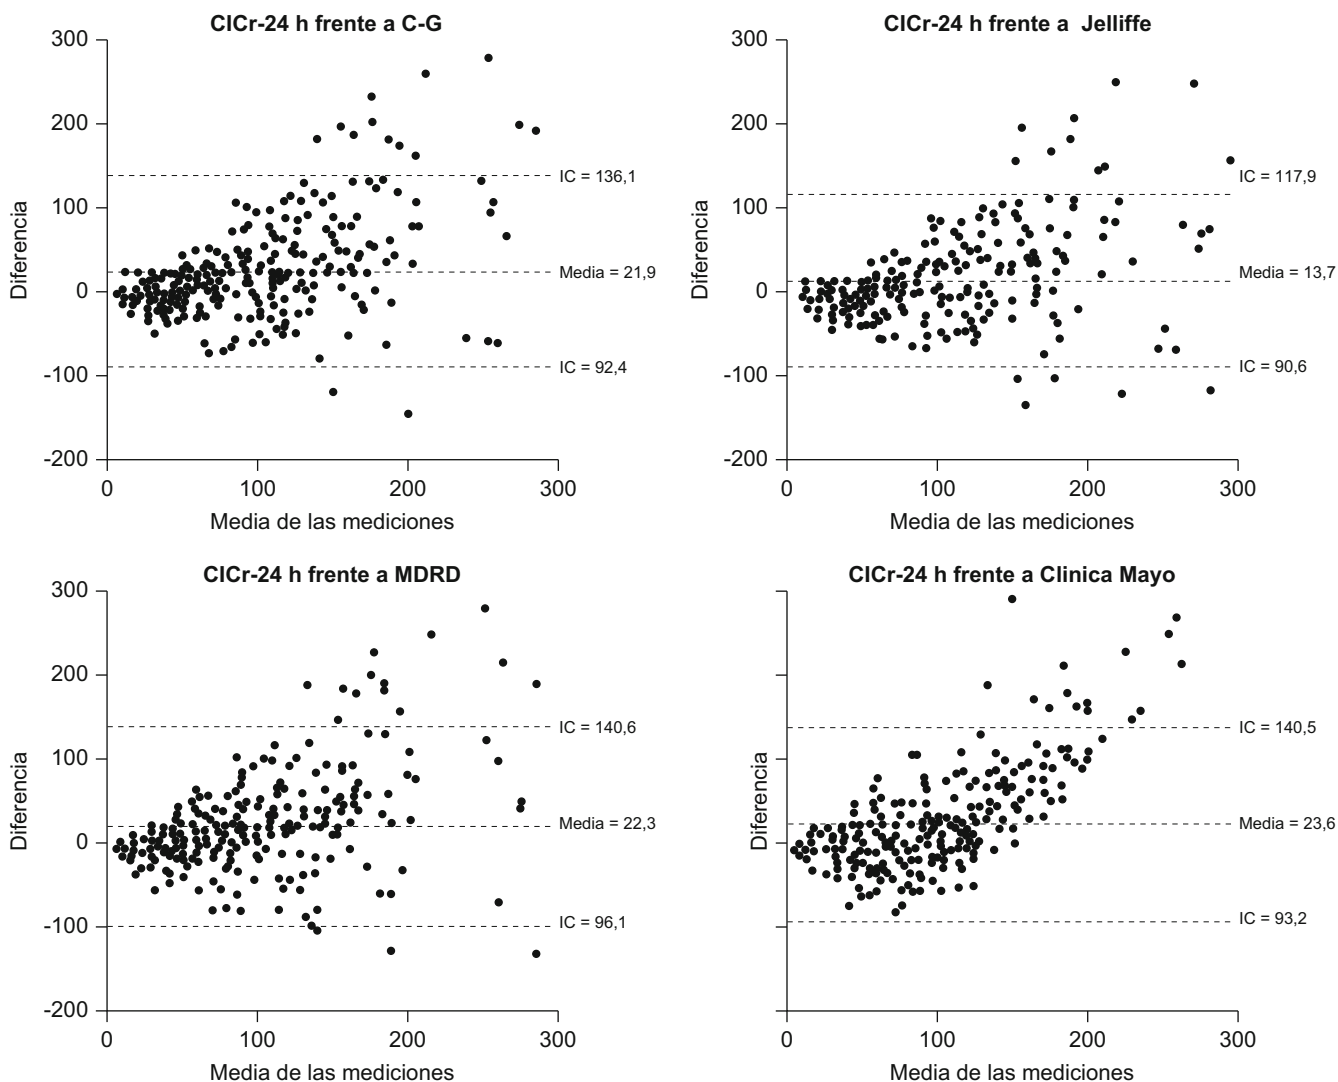 ClCr-24 h frente a C-G
300
200
100
0
-100
-200
Diferencia
IC = 136,1
Media = 21,9
IC = 92,4
0 100 200 300
Media de las mediciones
ClCr-24 h frente a Jelliffe
300
200
100
0
-100
-200
Diferencia
IC = 117,9
Media = 13,7
IC = 90,6
0 100 200 300
Media de las mediciones
ClCr-24 h frente a MDRD
300
200
100
0
-100
-200
Diferencia
IC = 140,6
Media = 22,3
IC = 96,1
0 100 200 300
Media de las mediciones
ClCr-24 h frente a Clinica Mayo
Diferencia
IC = 140,5
Media = 23,6
IC = 93,2
0 100 200 300
Media de las mediciones